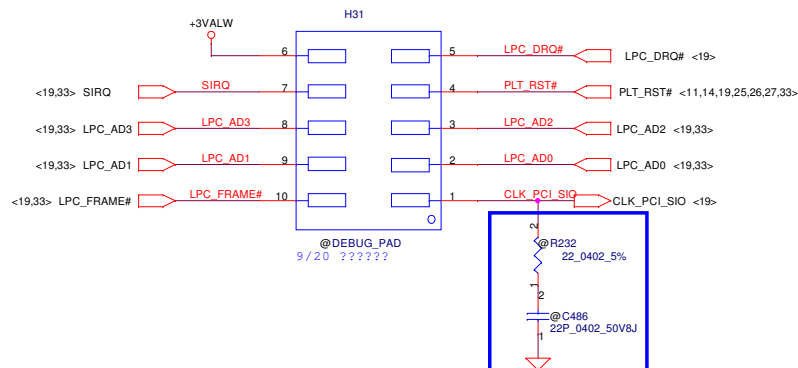 H31
+3VALW
6
5
LPC_DRQ#
LPC_DRQ# <19>
<19,33> SIRQ
SIRQ
7
4
PLT_RST#
PLT_RST# <11,14,19,25,26,27,33>
<19,33> LPC_AD3
LPC_AD3
8
3
LPC_AD2
LPC_AD2 <19,33>
<19,33> LPC_AD1
LPC_AD1
9
2
LPC_AD0
LPC_AD0 <19,33>
<19,33> LPC_FRAME#
LPC_FRAME#
10
1
CLK_PCI_SIO
CLK_PCI_SIO <19>
@DEBUG_PAD
9/20 ??????
2
@R232
22_0402_5%
1
2
@C486
22P_0402_50V8J
1